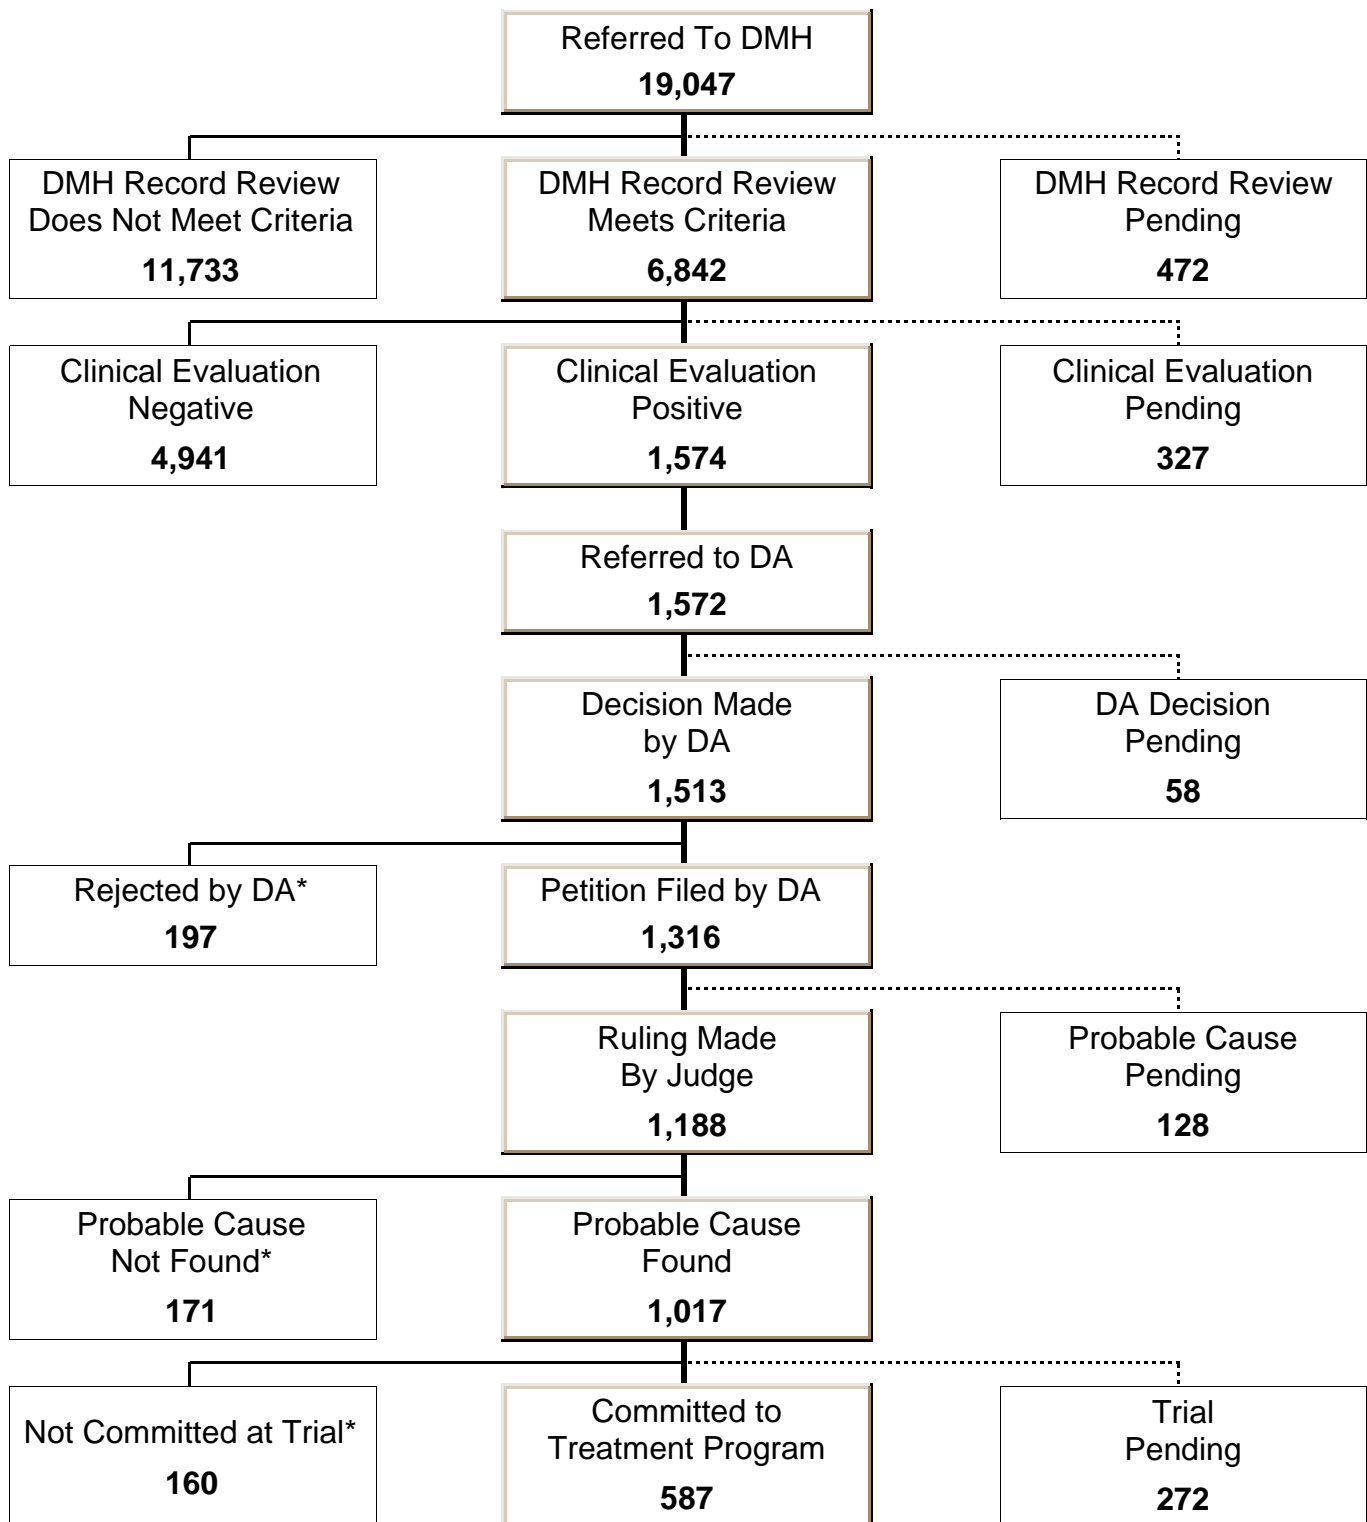 Referred To DMH
19,047
DMH Record Review
Does Not Meet Criteria
11,733
DMH Record Review
Meets Criteria
6,842
DMH Record Review
Pending
472
Clinical Evaluation
Negative
4,941
Clinical Evaluation
Positive
1,574
Clinical Evaluation
Pending
327
Referred to DA
1,572
Decision Made
by DA
1,513
DA Decision
Pending
58
Rejected by DA*
197
Petition Filed by DA
1,316
Ruling Made
By Judge
1,188
Probable Cause
Pending
128
Probable Cause
Not Found*
171
Probable Cause
Found
1,017
Not Committed at Trial*
160
Committed to
Treatment Program
587
Trial
Pending
272